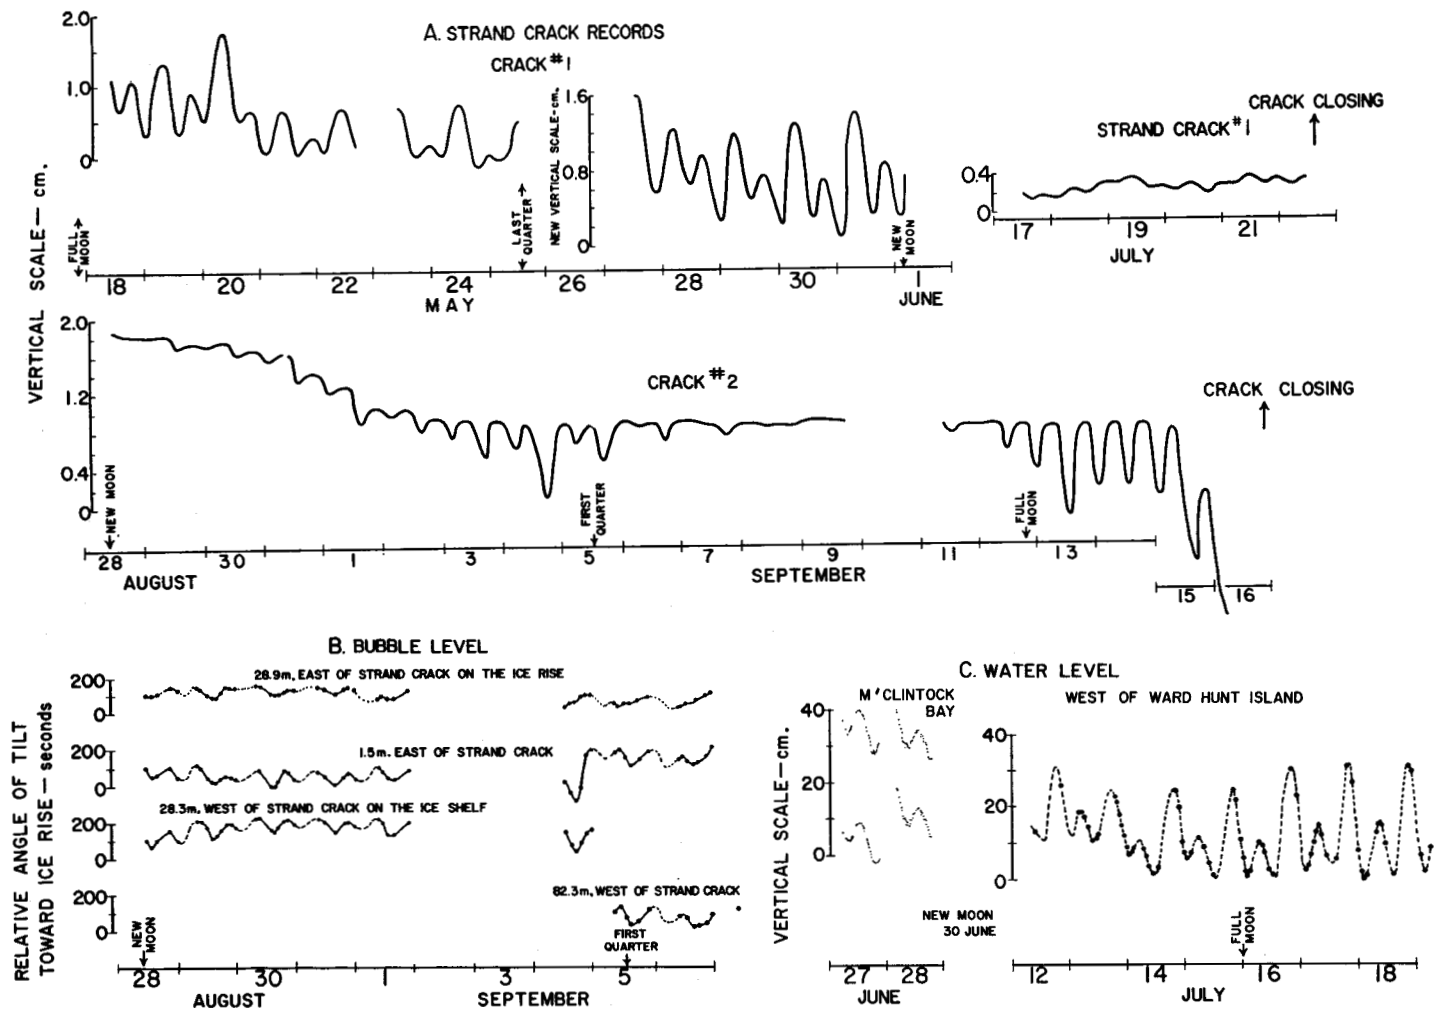 A. STRAND CRACK RECORDS
CRACK #1
VERTICAL SCALE—cm.
2.0
1.0
0
FULL MOON
LAST QUARTER
NEW VERTICAL SCALE-cm.
1.6
0.8
0
NEW MOON
18 20 22 24 26 28 30 1
MAY JUNE
CRACK CLOSING
STRAND CRACK #1
0.4
0
17 19 21
JULY
2.0
1.2
0.4
0
CRACK #2
CRACK CLOSING
NEW MOON
FIRST QUARTER
FULL MOON
28 30 1 3 5 7 9 11 13
15 16
AUGUST SEPTEMBER
B. BUBBLE LEVEL
RELATIVE ANGLE OF TILT
TOWARD ICE RISE—seconds
28.9m, EAST OF STRAND CRACK ON THE ICE RISE
200
0
1.5m. EAST OF STRAND CRACK
200
0
28.3m, WEST OF STRAND CRACK ON THE ICE SHELF
200
0
82.3m, WEST OF STRAND CRACK
200
0
NEW MOON
FIRST
QUARTER
28 30 1 3 5
AUGUST SEPTEMBER
C. WATER LEVEL
M'CLINTOCK
BAY
WEST OF WARD HUNT ISLAND
VERTICAL SCALE—cm.
40
20
0
40
20
0
NEW MOON
30 JUNE
FULL MOON
27 28
JUNE
12 14 16 18
JULY